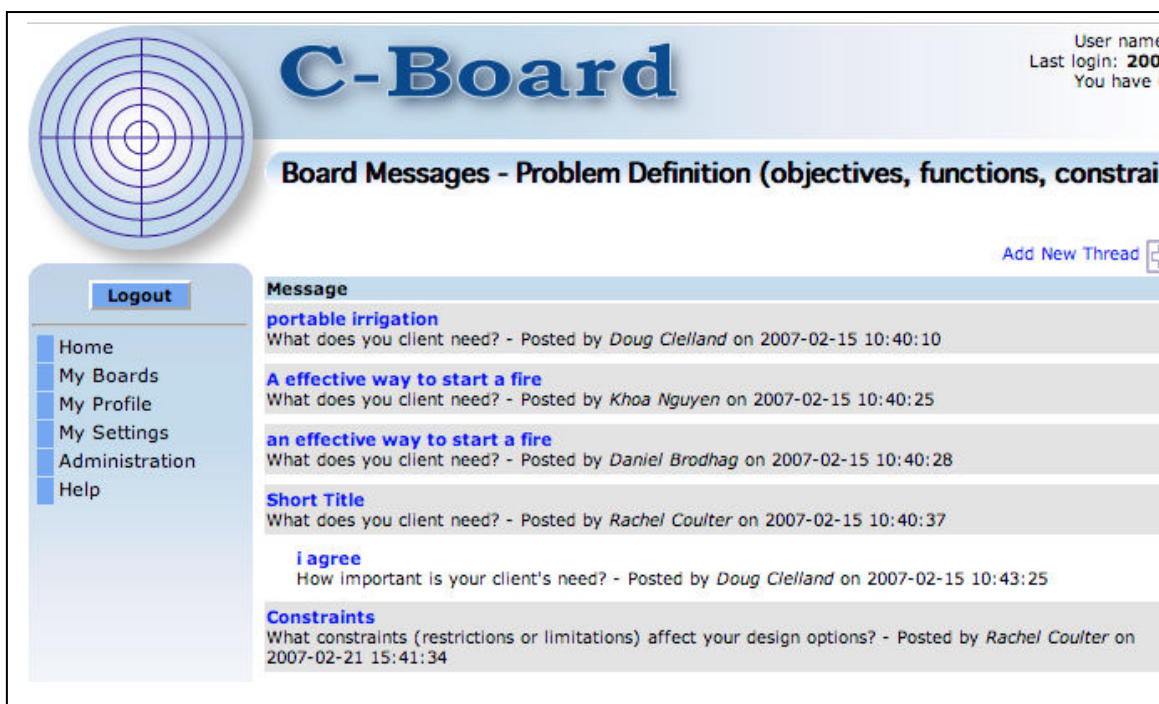 C-Board
User name
Last login: 200
You have
Board Messages - Problem Definition (objectives, functions, constrai
Add New Thread
Logout
Home
My Boards
My Profile
My Settings
Administration
Help
Message
portable irrigation
What does you client need? - Posted by Doug Clelland on 2007-02-15 10:40:10
A effective way to start a fire
What does you client need? - Posted by Khoa Nguyen on 2007-02-15 10:40:25
an effective way to start a fire
What does you client need? - Posted by Daniel Brodhag on 2007-02-15 10:40:28
Short Title
What does you client need? - Posted by Rachel Coulter on 2007-02-15 10:40:37
i agree
How important is your client's need? - Posted by Doug Clelland on 2007-02-15 10:43:25
Constraints
What constraints (restrictions or limitations) affect your design options? - Posted by Rachel Coulter on
2007-02-21 15:41:34